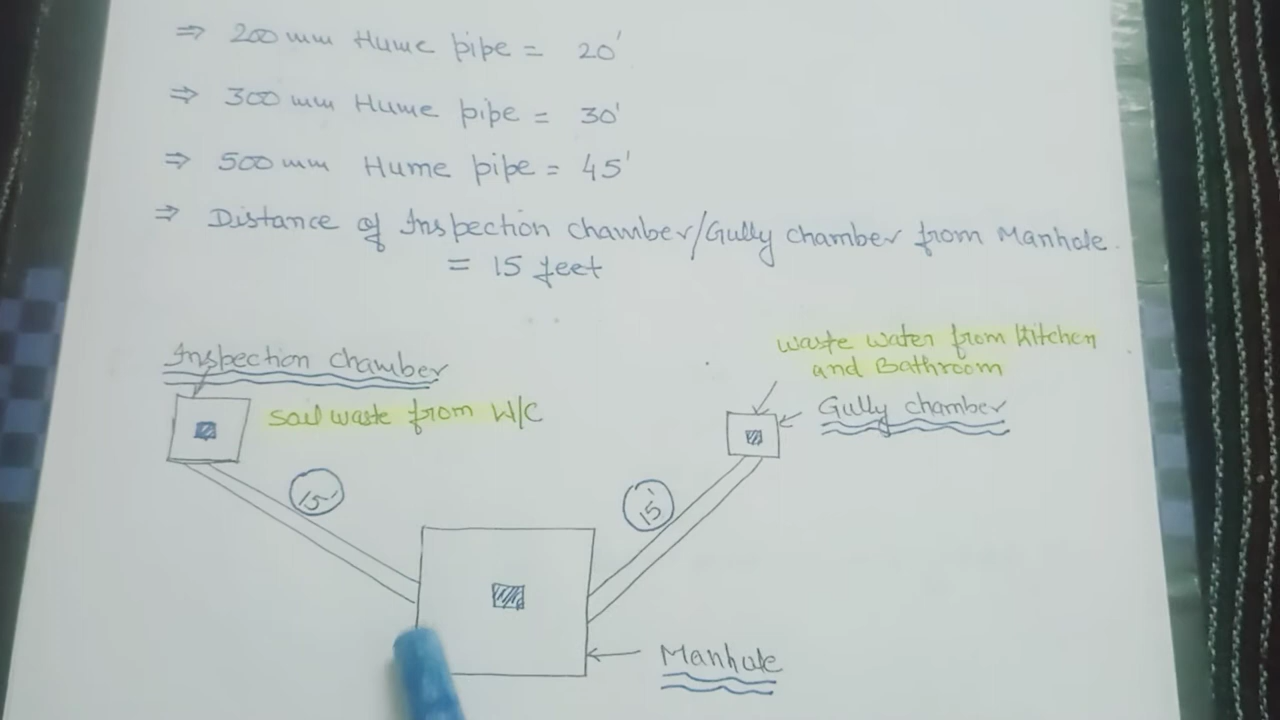 ⇒ 200 mm Hume pipe = 20'
⇒ 300 mm Hume pipe = 30'
⇒ 500 mm Hume pipe = 45'
⇒ Distance of Inspection chamber/Gully chamber from Manhole.
= 15 feet
Inspection chamber
Soil waste from W/C
waste water from Kitchen
and Bathroom
Gully chamber
15'
15'
Manhole